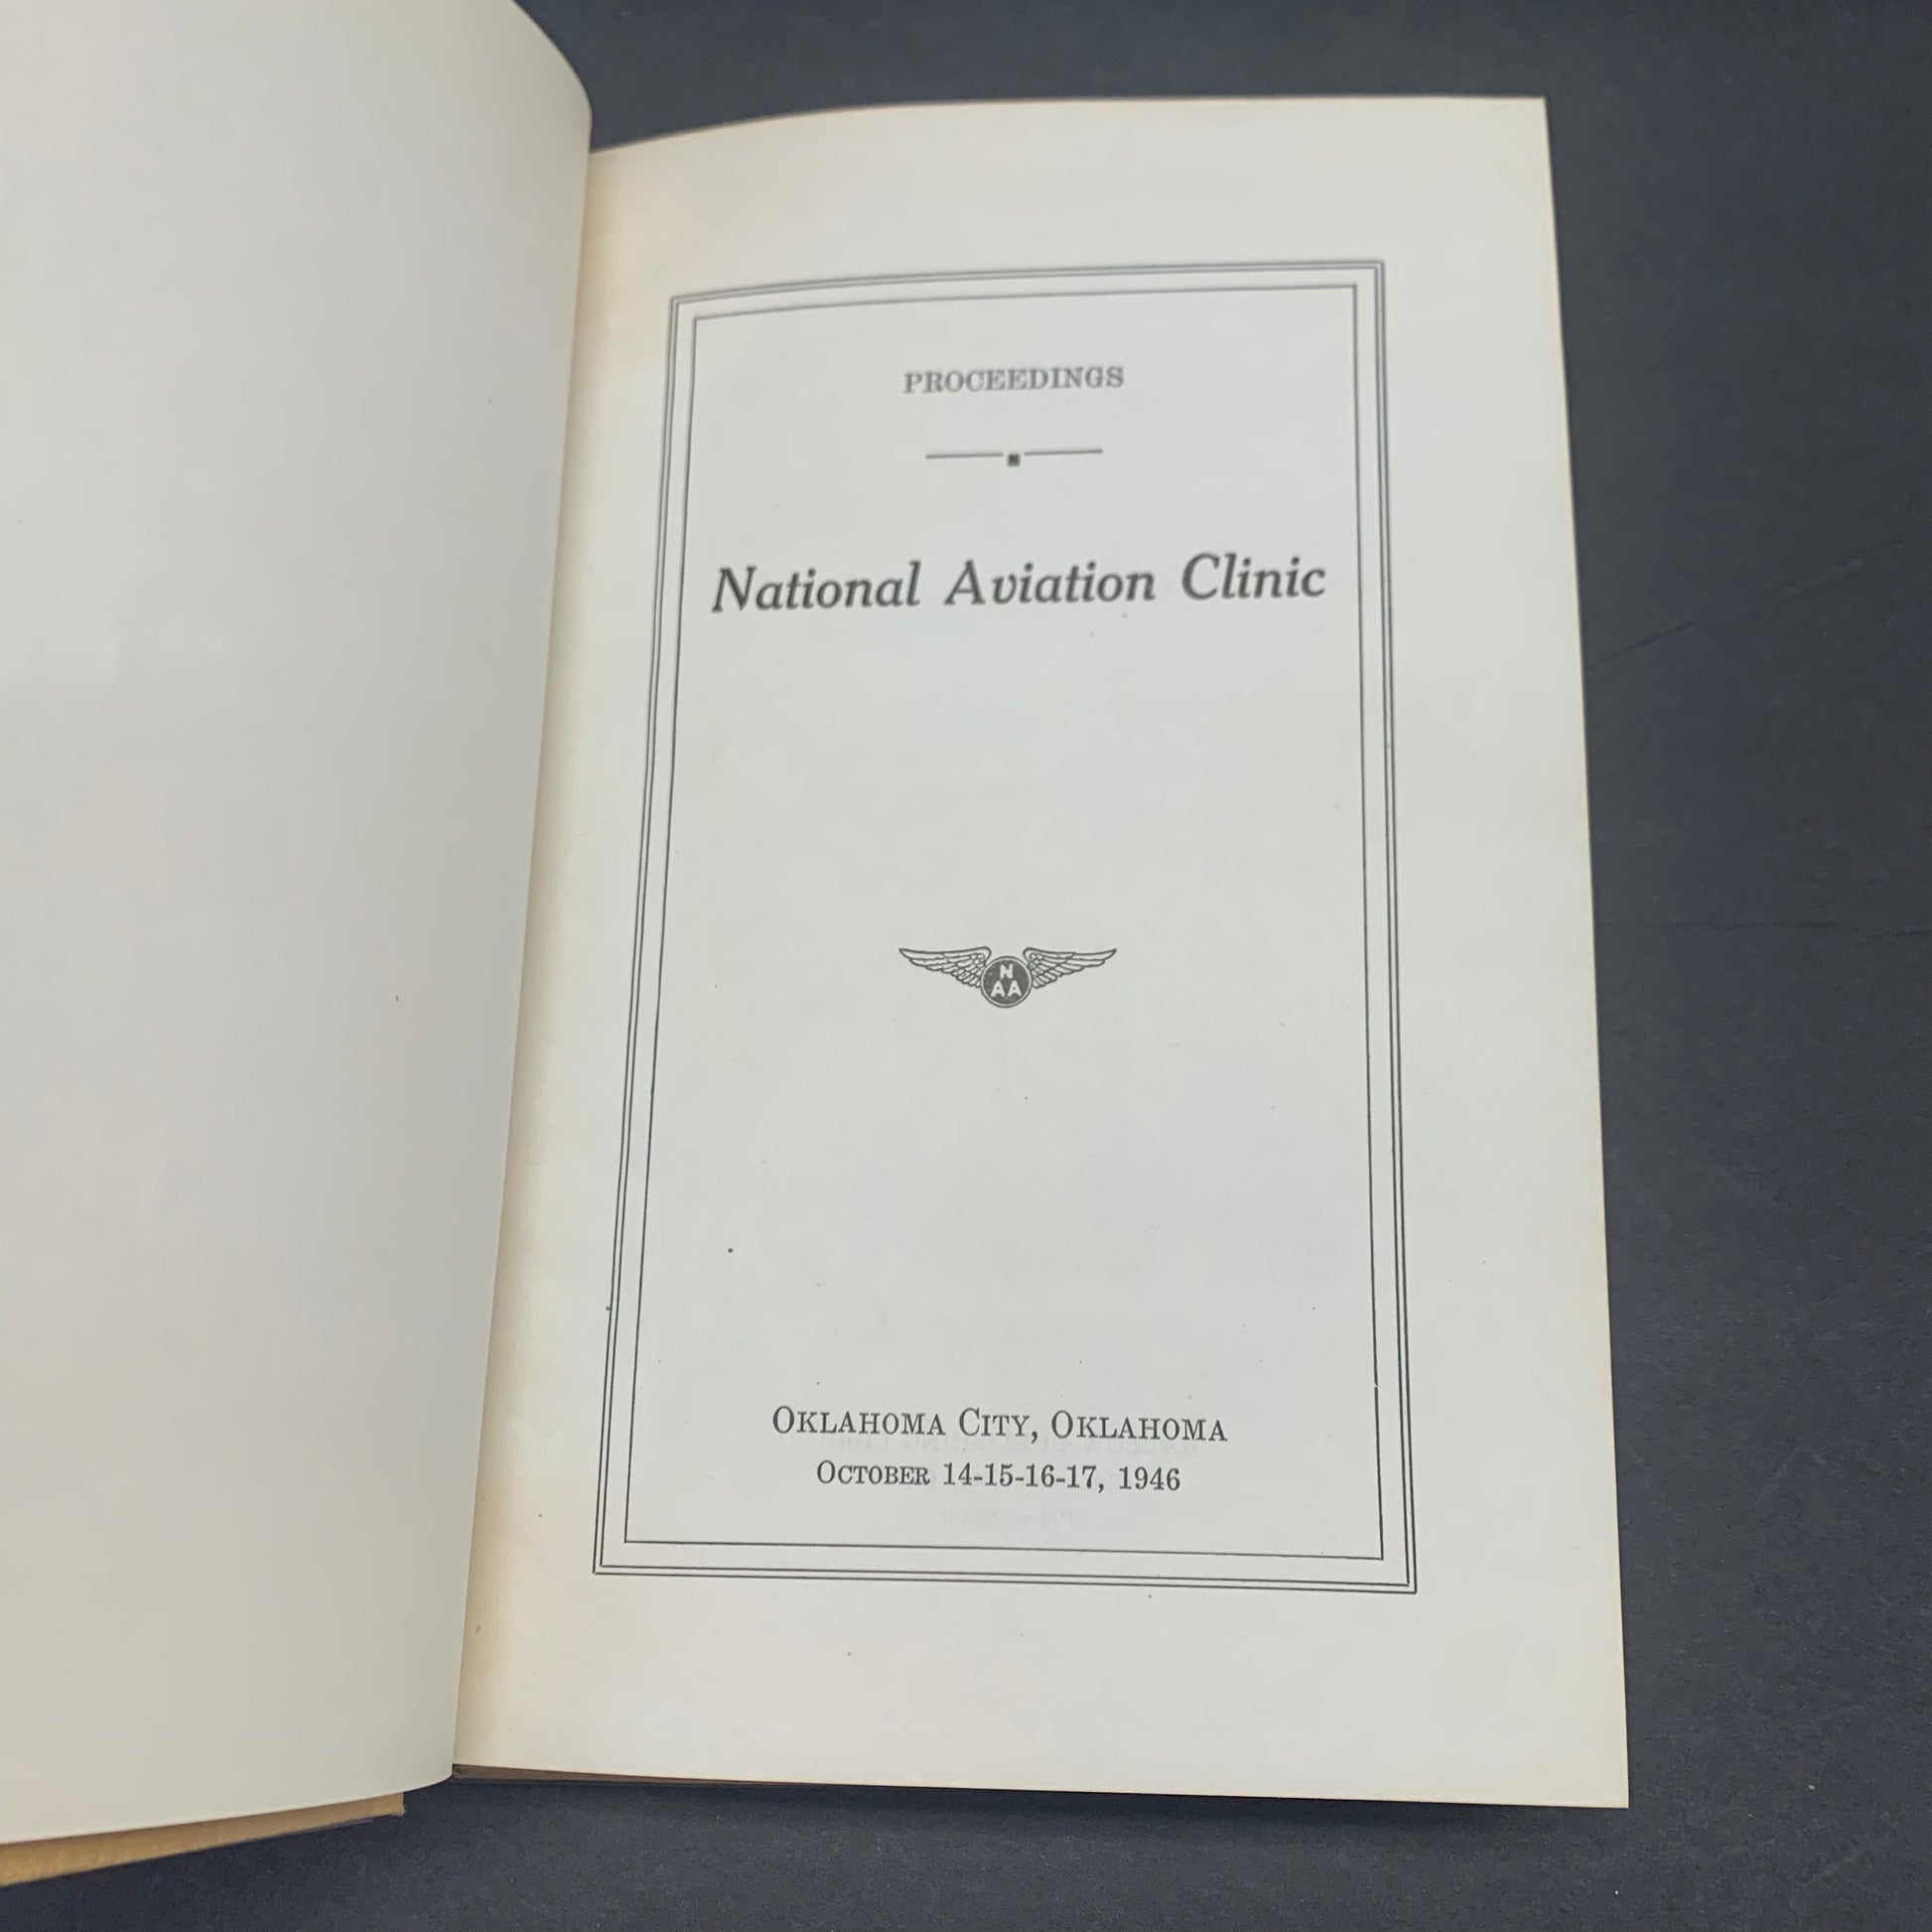 PROCEEDINGS
National Aviation Clinic
N
AA
OKLAHOMA CITY, OKLAHOMA
OCTOBER 14-15-16-17, 1946